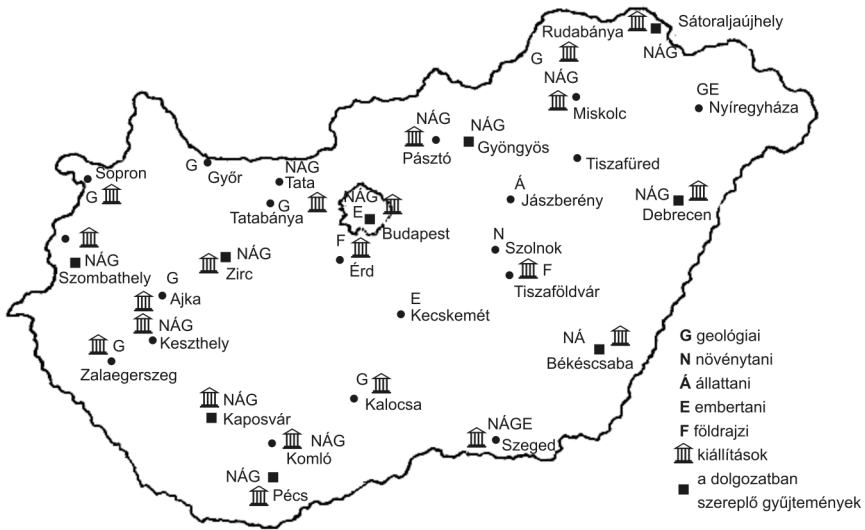 Sátoraljaújhely
Rudabánya
NÁG
G
NÁG
Miskolc
GE
Nyíregyháza
NÁG
Pásztó
NÁG
Gyöngyös
Tiszafüred
Sopron
G
G
Győr
NÁG
Tata
G
Tatabánya
NÁG
E
Budapest
Á
Jászberény
NÁG
Debrecen
NÁG
Szombathely
NÁG
Zirc
F
Érd
N
Szolnok
F
Tiszaföldvár
G
Ajka
NÁG
Keszthely
E
Kecskemét
G
Zalaegerszeg
NÁ
Békéscsaba
NÁG
Kaposvár
G
Kalocsa
NÁG
Komló
NÁGE
Szeged
NÁG
Pécs
G geológiai
N növénytani
Á állattani
E embertani
F földrajzi
kiállítások
a dolgozatban
szereplő gyűjtemények